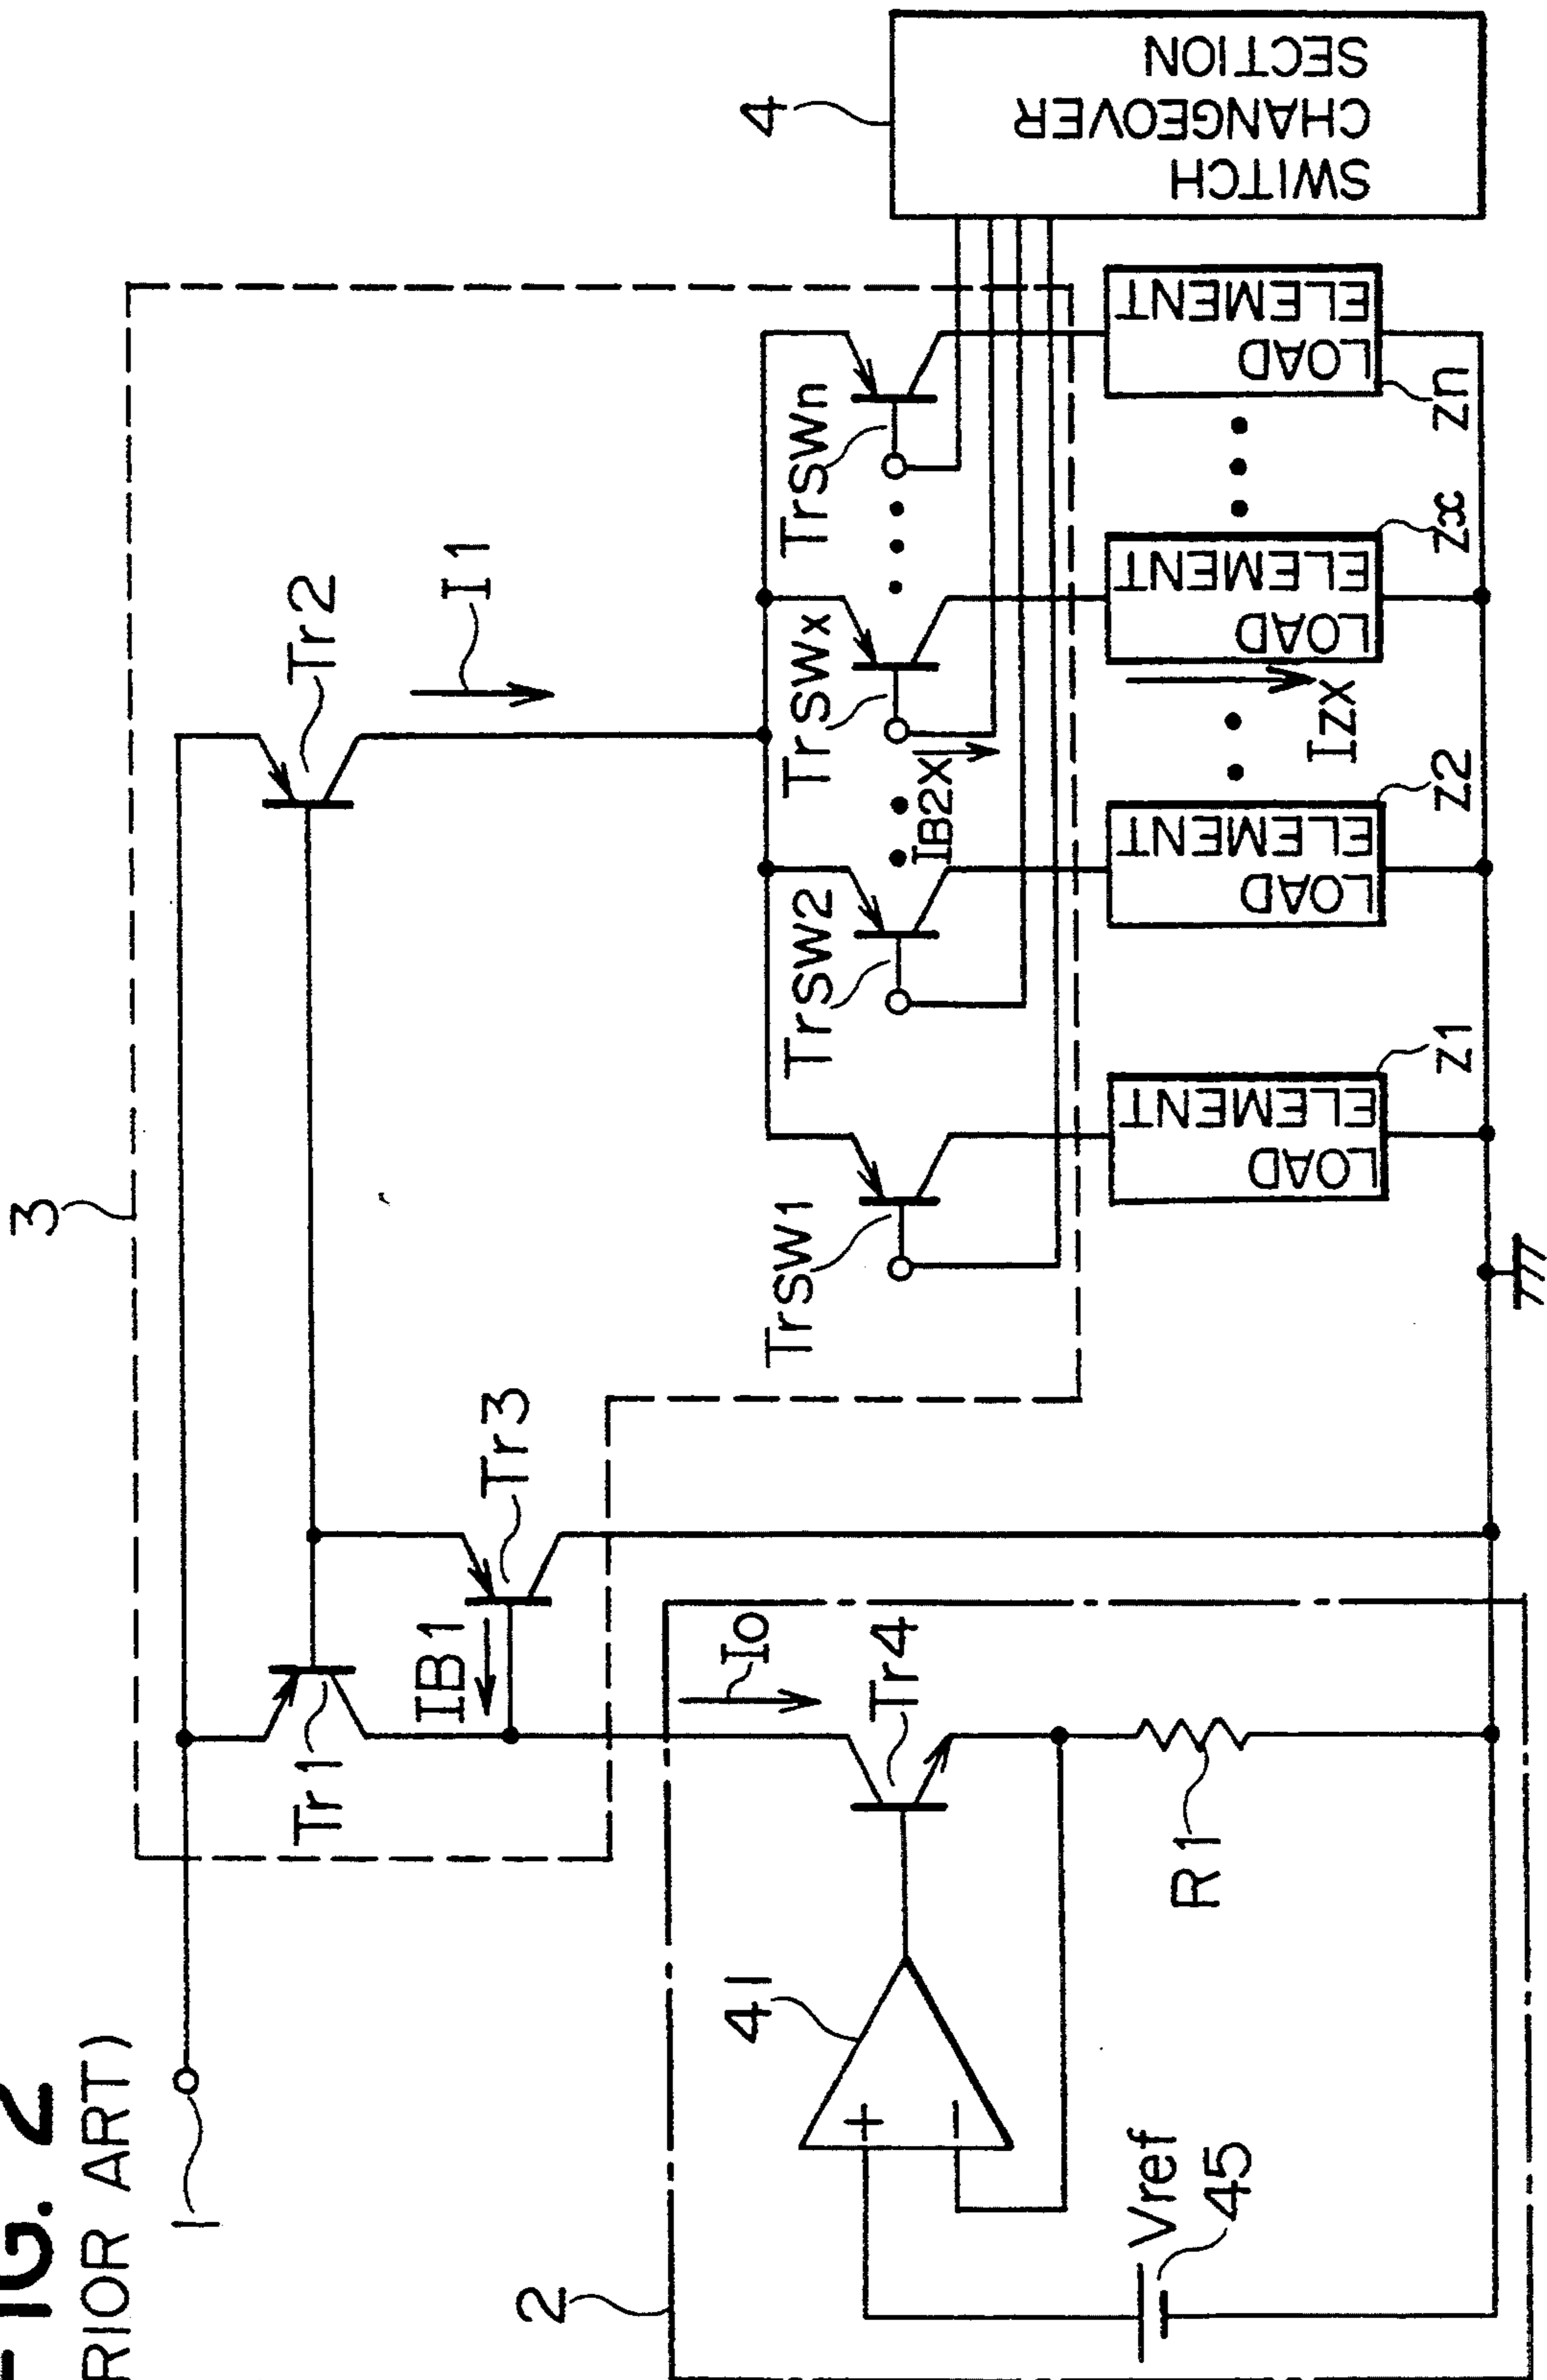 FIG. 2
PRIOR ART)
1
3
Tr1
Tr2
I1
IB1
Tr3
TrSW1
TrSW2
TrSWx
TrSWn
IB2X
4
SWITCH
CHANGEOVER
SECTION
2
41
+
-
Io
Tr4
R1
Vref
45
LOAD
ELEMENT
Z1
LOAD
ELEMENT
Z2
IZX
LOAD
ELEMENT
Zx
LOAD
ELEMENT
Zn